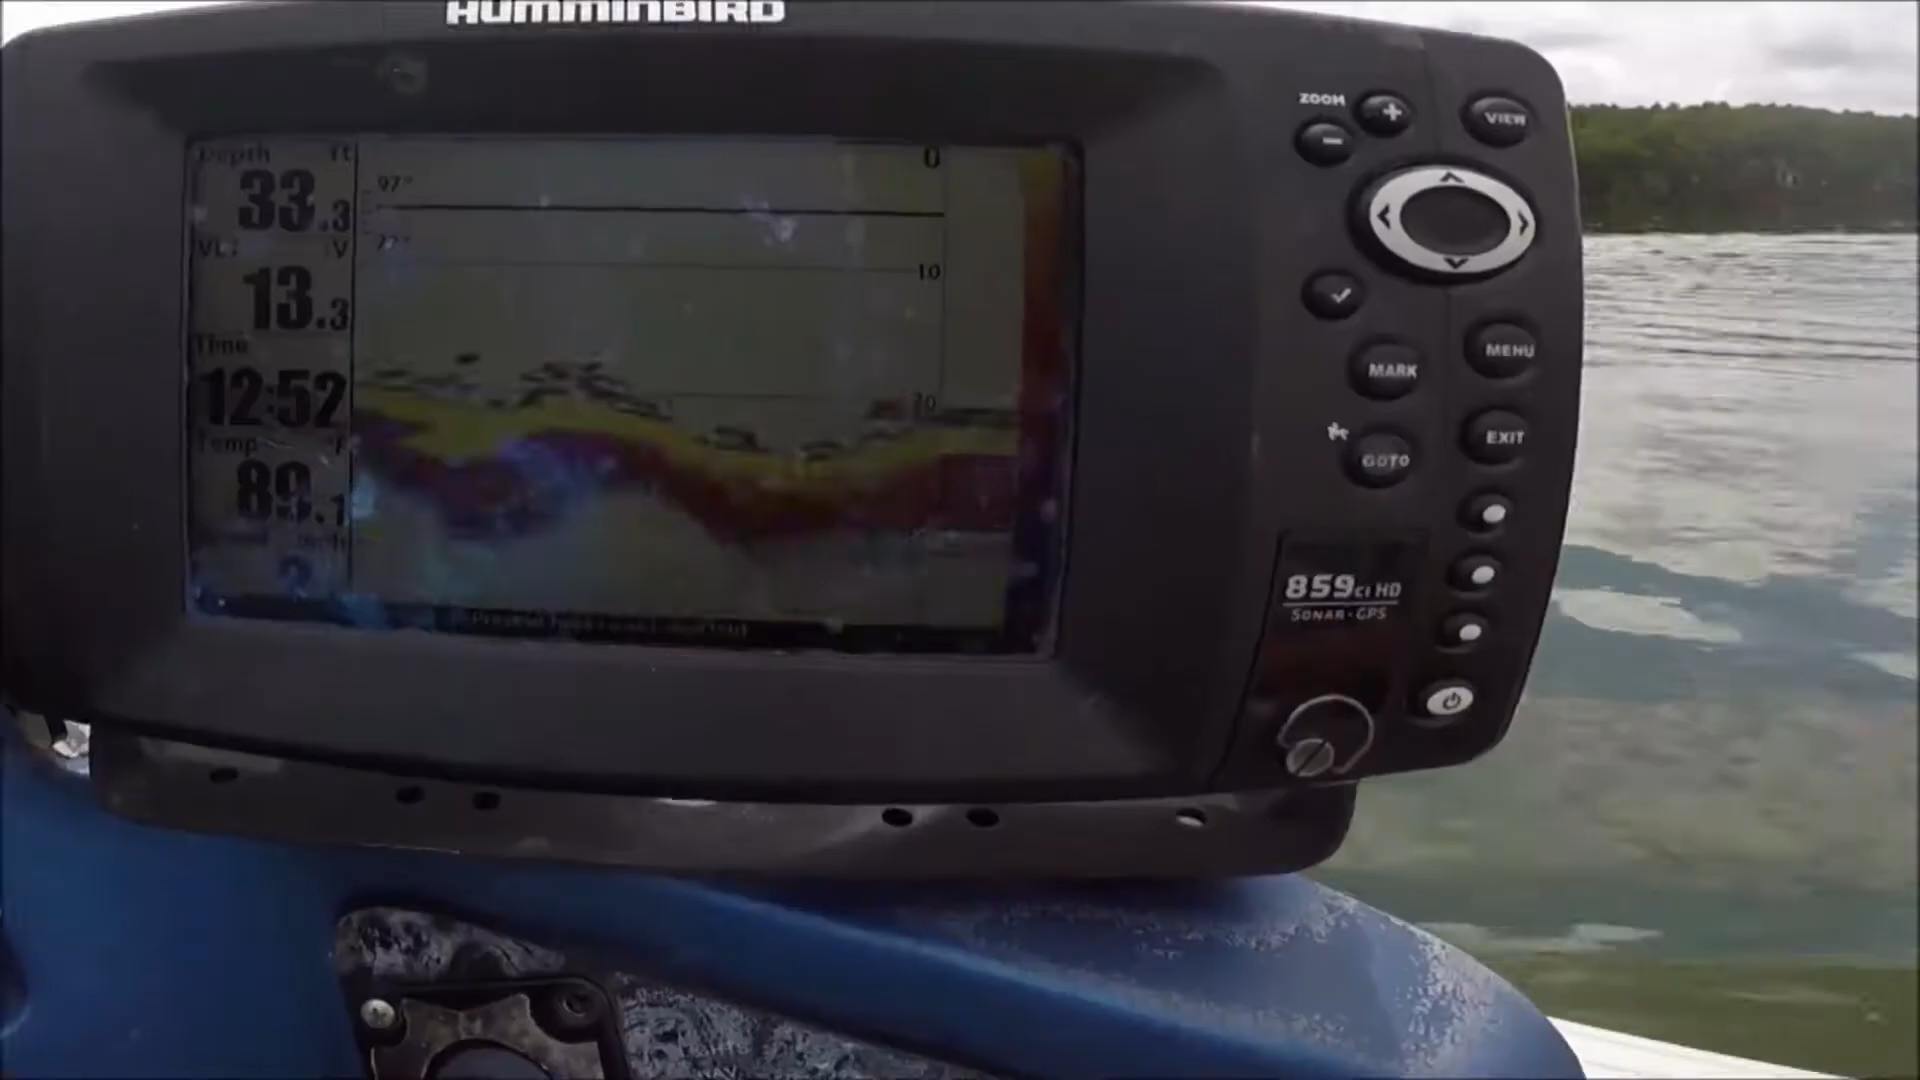 HUMMINBIRD
ZOOM
+
VIEW
-
Depth ft
33.3
97°
0
V
13.3
77°
10
Time
12:52
20
Temp °F
89.1
MENU
MARK
EXIT
GOTO
859ci HD
SONAR·GPS